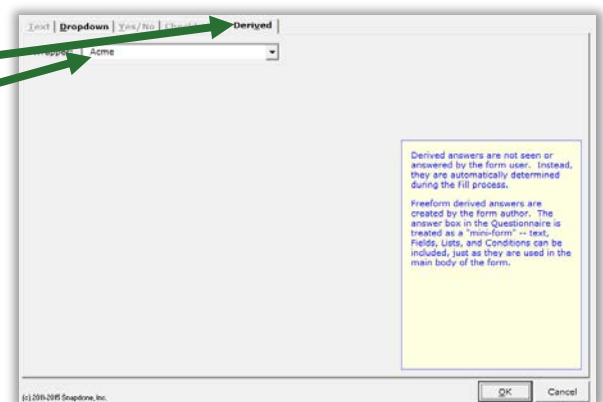 Text Dropdown Yes/No Derived
Acme
Derived answers are not seen or
answered by the form user. Instead,
they are automatically determined
during the Fill process.
Freeform derived answers are
created by the form author. The
answer box in the Questionnaire is
treated as a "mini-form" -- text,
Fields, Lists, and Conditions can be
included, just as they are used in the
main body of the form.
(c) 2011-2015 Snapdone, Inc.
OK Cancel